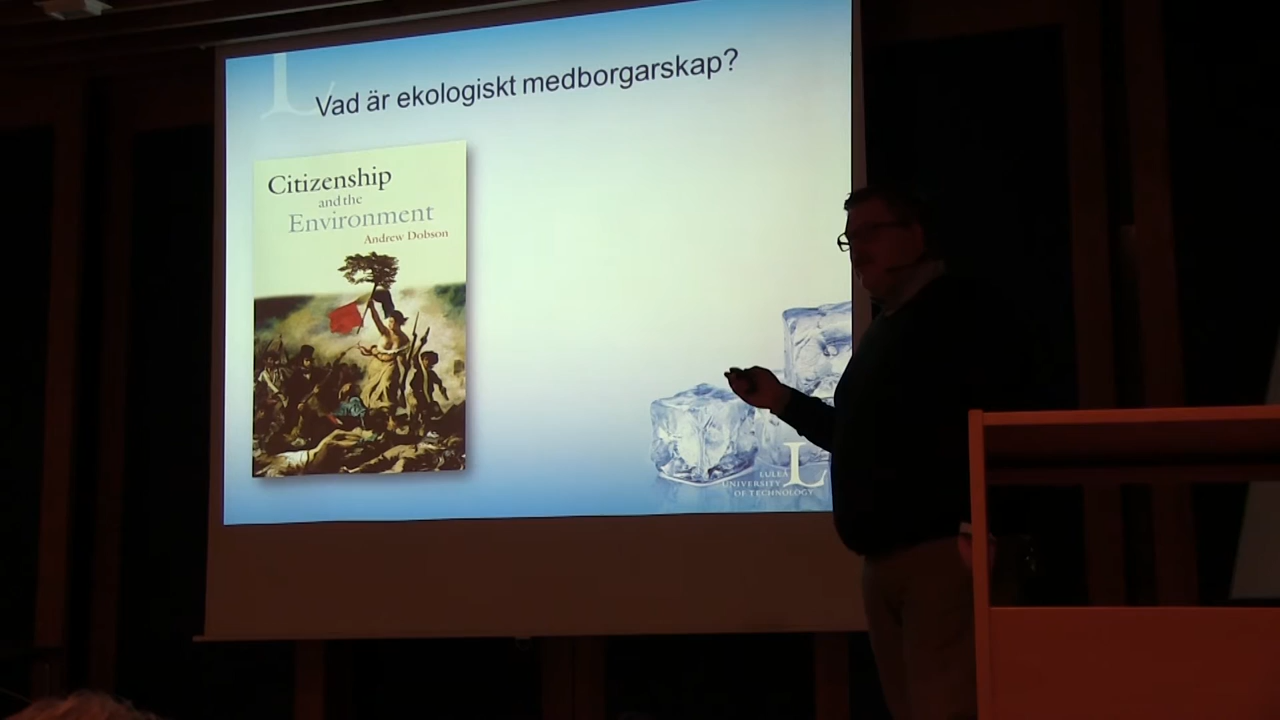 Vad är ekologiskt medborgarskap?
Citizenship
and the
Environment
Andrew Dobson
LULEÅ
UNIVERSITY
OF TECHNOLOGY